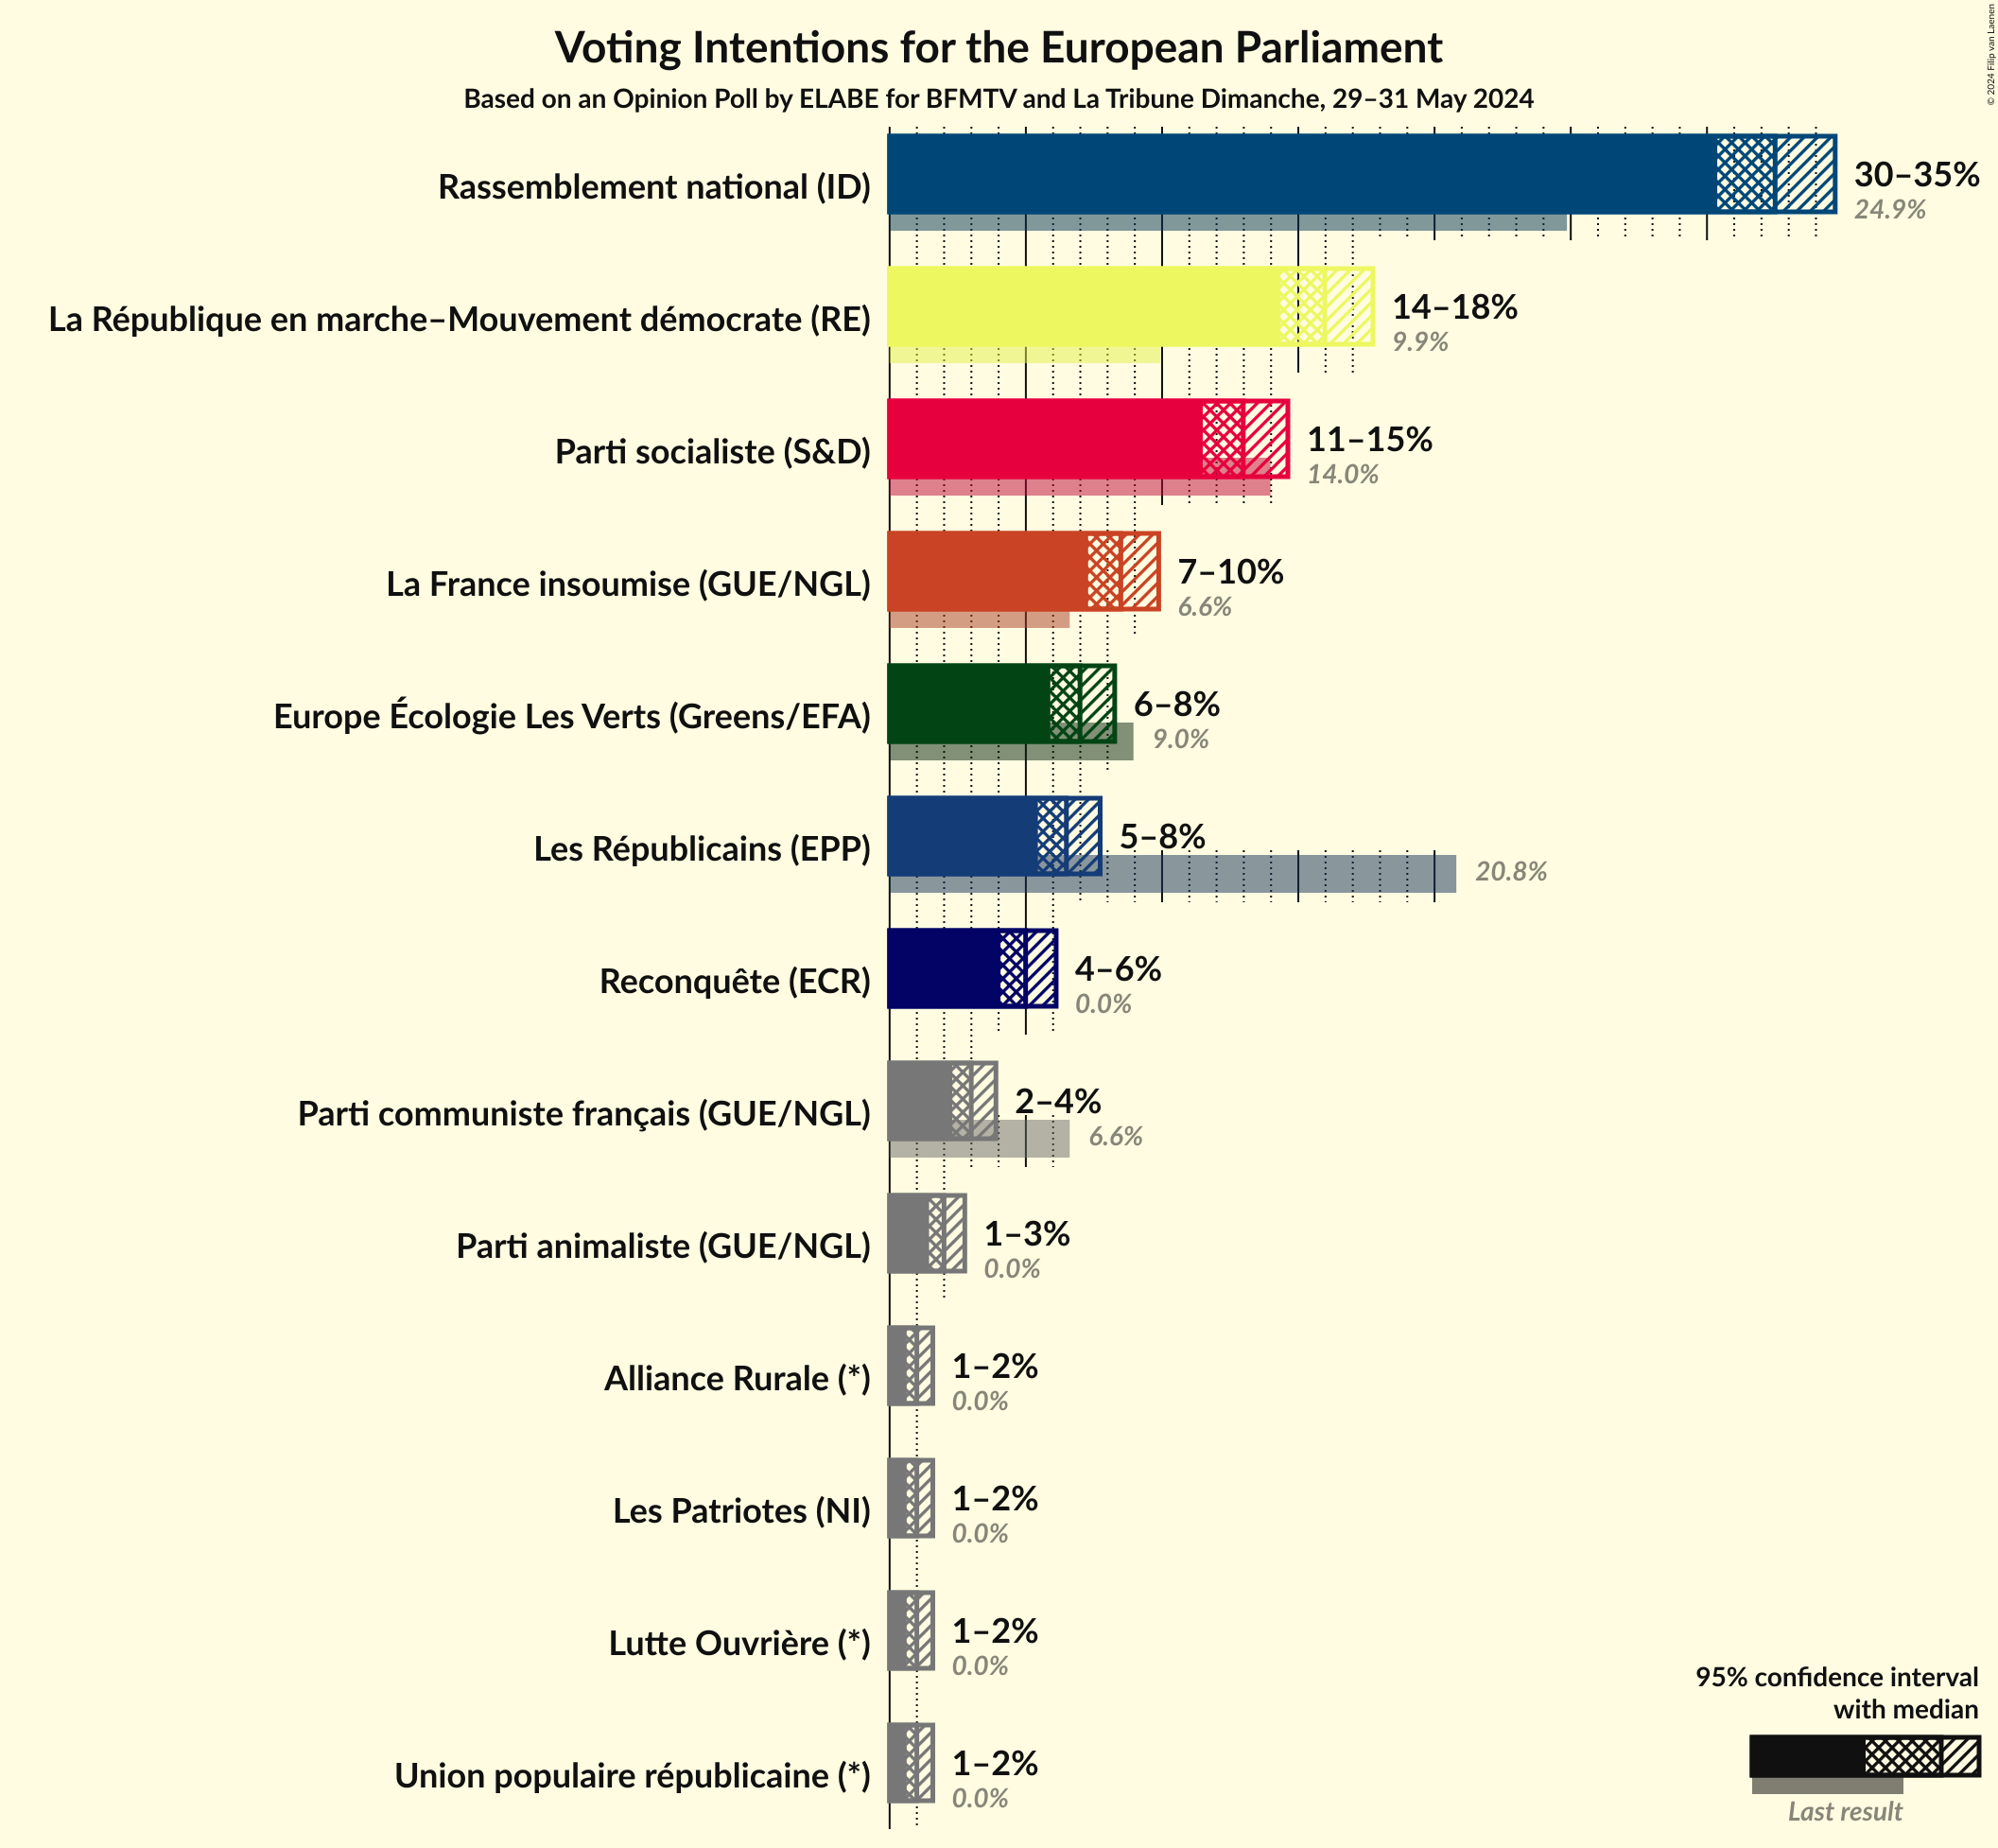 Voting Intentions for the European Parliament
Based on an Opinion Poll by ELABE for BFMTV and La Tribune Dimanche, 29–31 May 2024
© 2024 Filip van Laenen
Rassemblement national (ID)
30–35%
24.9%
La République en marche–Mouvement démocrate (RE)
14–18%
9.9%
Parti socialiste (S&D)
11–15%
14.0%
La France insoumise (GUE/NGL)
7–10%
6.6%
Europe Écologie Les Verts (Greens/EFA)
6–8%
9.0%
Les Républicains (EPP)
5–8%
20.8%
Reconquête (ECR)
4–6%
0.0%
Parti communiste français (GUE/NGL)
2–4%
6.6%
Parti animaliste (GUE/NGL)
1–3%
0.0%
Alliance Rurale (*)
1–2%
0.0%
Les Patriotes (NI)
1–2%
0.0%
Lutte Ouvrière (*)
1–2%
0.0%
Union populaire républicaine (*)
1–2%
0.0%
95% confidence interval
with median
Last result